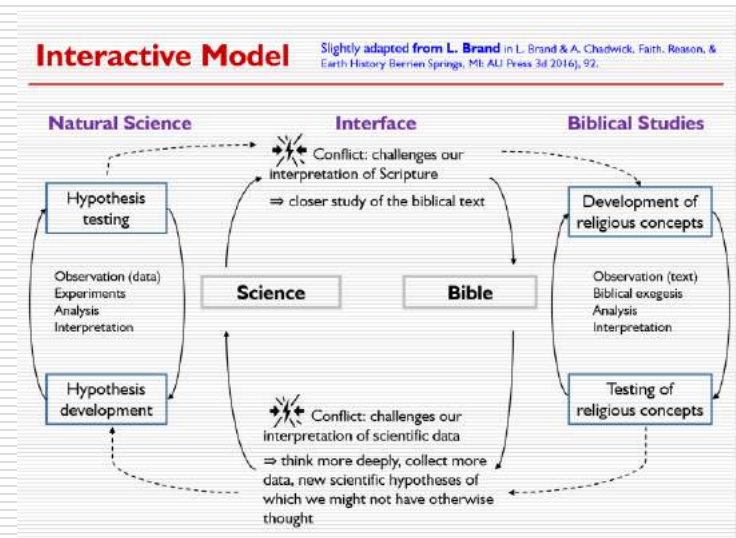 Interactive Model
Slightly adapted from L. Brand in L. Brand & A. Chadwick, Faith, Reason, &
Earth History Berrien Springs, MI: AU Press 3d 2016), 92.
Natural Science
Interface
Biblical Studies
Conflict: challenges our
interpretation of Scripture
⇒ closer study of the biblical text
Hypothesis
testing
Development of
religious concepts
Observation (data)
Experiments
Analysis
Interpretation
Science
Bible
Observation (text)
Biblical exegesis
Analysis
Interpretation
Hypothesis
development
Testing of
religious concepts
Conflict: challenges our
interpretation of scientific data
⇒ think more deeply, collect more
data, new scientific hypotheses of
which we might not have otherwise
thought